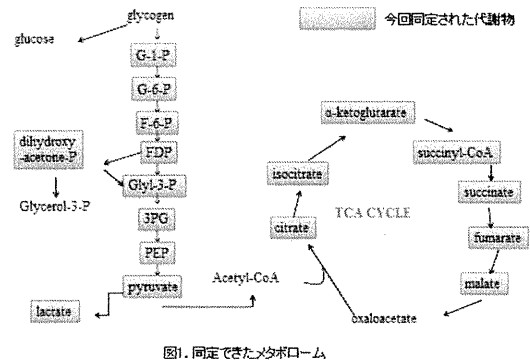 glycogen
glucose
今回同定された代謝物
G-1-P
G-6-P
F-6-P
FDP
dihydroxy
-acetone-P
Glyl-3-P
Glycerol-3-P
3PG
PEP
pyruvate
lactate
Acetyl-CoA
TCA CYCLE
α-ketoglutarate
succinyl-CoA
succinate
fumarate
malate
oxaloacetate
citrate
isocitrate
図1. 同定できたメタボローム